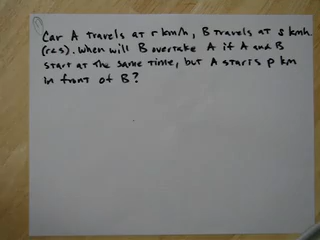 Car A travels at r km/h, B travels at s km/h
(r<s). When will B overtake A if A and B
start at the same time, but A starts p km
in front of B?